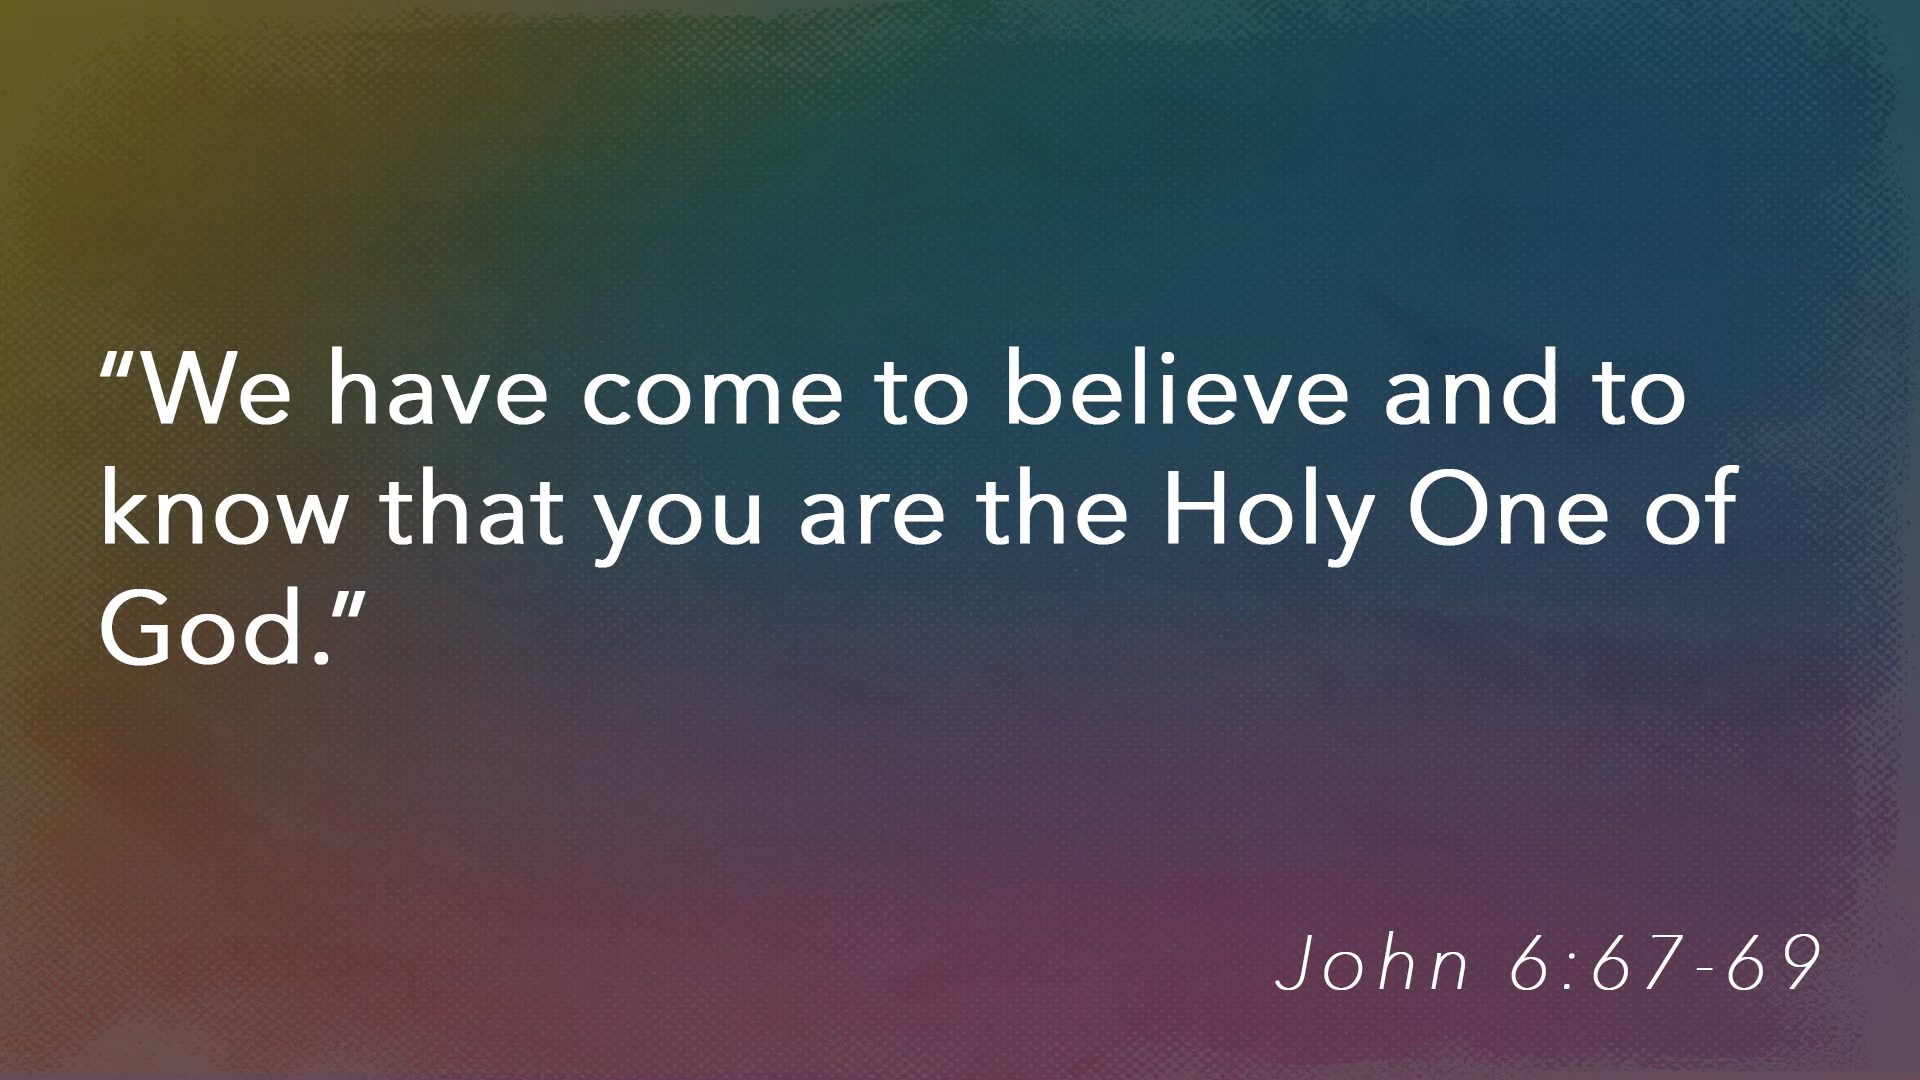 “We have come to believe and to
know that you are the Holy One of
God.”
John 6:67-69